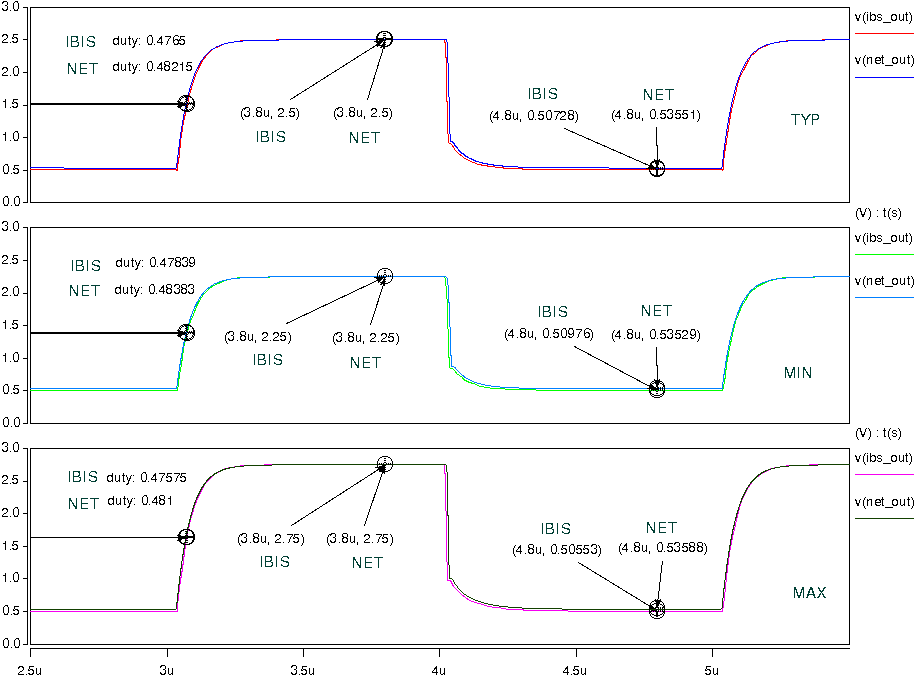 3.0
2.5
2.0
1.5
1.0
0.5
0.0
IBIS duty: 0.4765
NET duty: 0.48215
(3.8u, 2.5) (3.8u, 2.5)
IBIS NET
IBIS NET
(4.8u, 0.50728) (4.8u, 0.53551)
TYP
v(ibs_out)
v(net_out)
(V) : t(s)
3.0
2.5
2.0
1.5
1.0
0.5
0.0
IBIS duty: 0.47839
NET duty: 0.48383
(3.8u, 2.25) (3.8u, 2.25)
IBIS NET
IBIS NET
(4.8u, 0.50976) (4.8u, 0.53529)
MIN
v(ibs_out)
v(net_out)
(V) : t(s)
3.0
2.5
2.0
1.5
1.0
0.5
0.0
IBIS duty: 0.47575
NET duty: 0.481
(3.8u, 2.75) (3.8u, 2.75)
IBIS NET
IBIS NET
(4.8u, 0.50553) (4.8u, 0.53588)
MAX
v(ibs_out)
v(net_out)
2.5u 3u 3.5u 4u 4.5u 5u